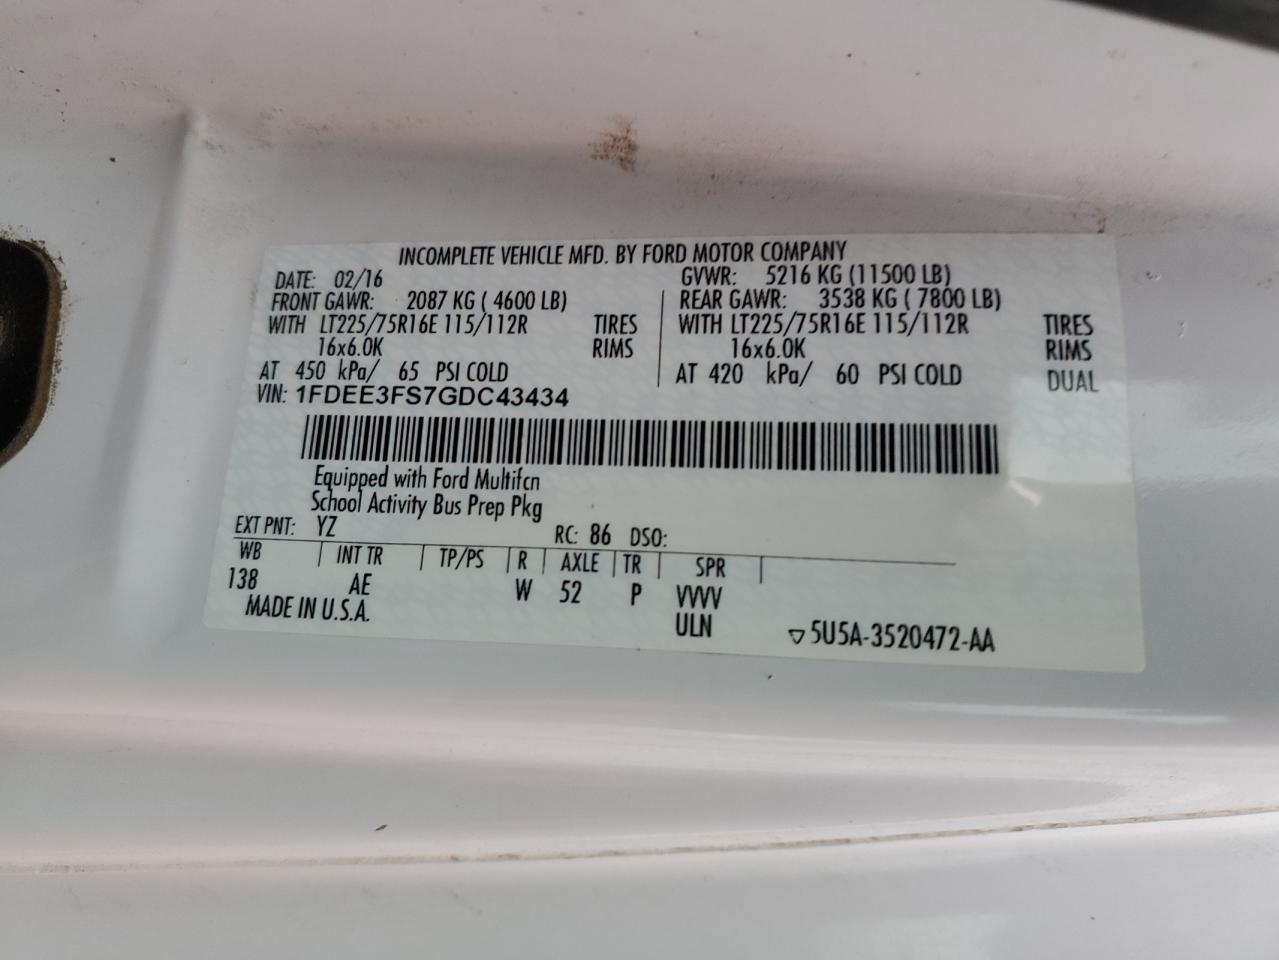 INCOMPLETE VEHICLE MFD. BY FORD MOTOR COMPANY
DATE: 02/16 GVWR: 5216 KG (11500 LB)
FRONT GAWR: 2087 KG ( 4600 LB) REAR GAWR: 3538 KG ( 7800 LB)
WITH LT225/75R16E 115/112R TIRES WITH LT225/75R16E 115/112R TIRES
16x6.0K RIMS 16x6.0K RIMS
AT 450 kPa/ 65 PSI COLD AT 420 kPa/ 60 PSI COLD DUAL
VIN: 1FDEE3FS7GDC43434
Equipped with Ford Multifcn
School Activity Bus Prep Pkg
EXT PNT: YZ RC: 86 DSO:
WB INT TR TP/PS R AXLE TR SPR
138 AE W 52 P VVVV
MADE IN U.S.A. ULN ▽5U5A-3520472-AA